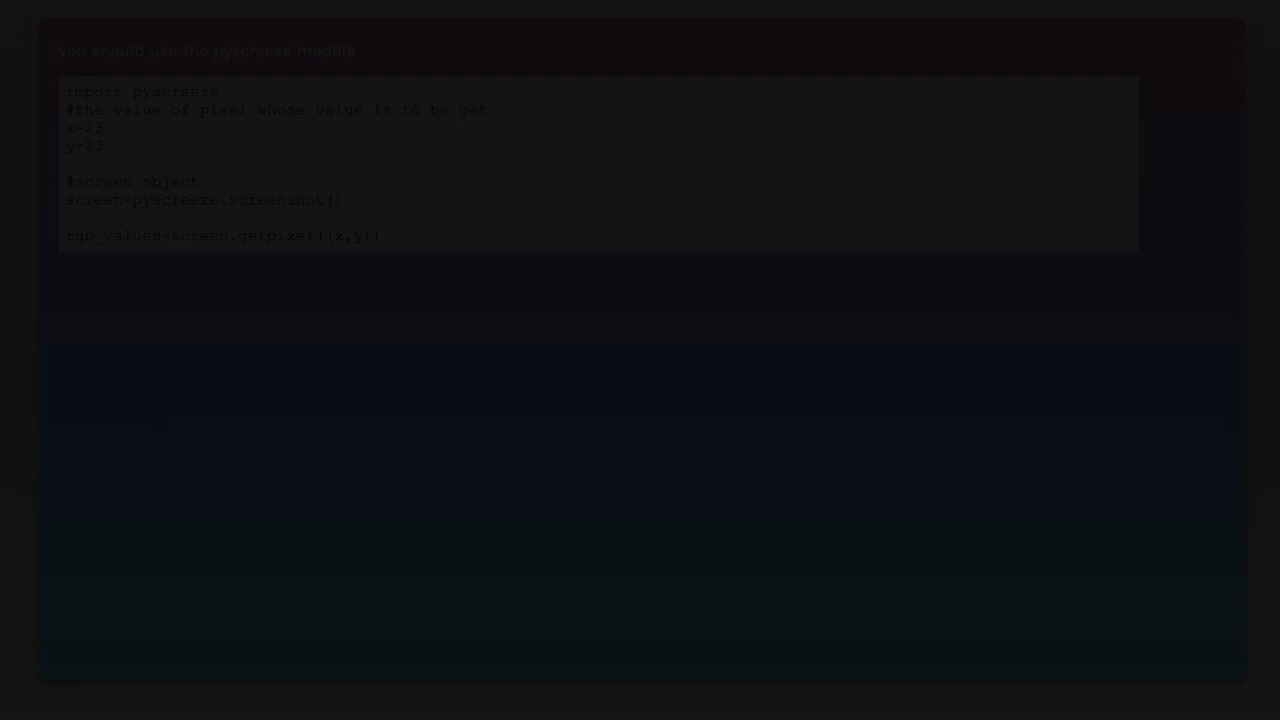 you should use the pyscreeze module
import pyscreeze
#the value of pixel whose value is to be get
x=23
y=23
#screen object
screen=pyscreeze.screenshot()
rgb_values=screen.getpixel((x,y))